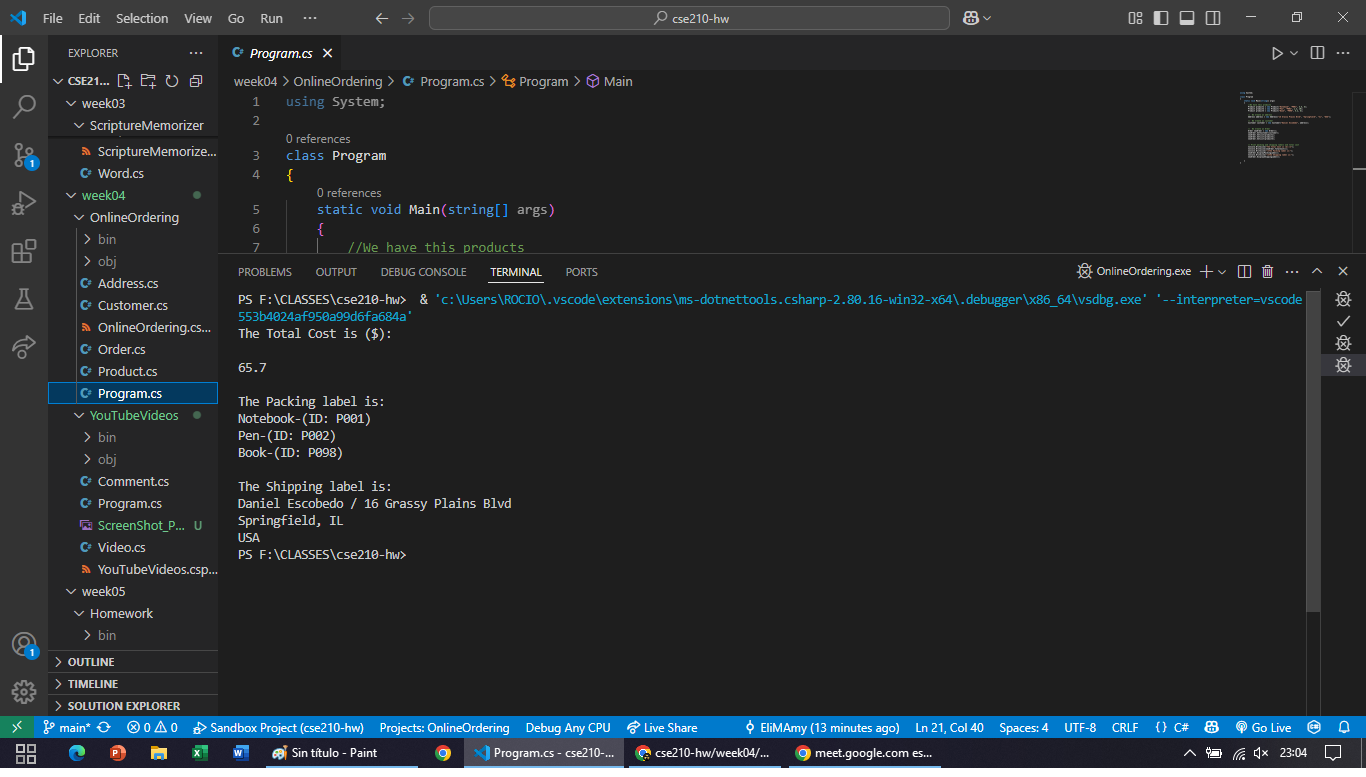 File Edit Selection View Go Run ··· cse210-hw
EXPLORER ···
CSE21...
week03
ScriptureMemorizer
ScriptureMemorize...
Word.cs
week04
OnlineOrdering
bin
obj
Address.cs
Customer.cs
OnlineOrdering.cs...
Order.cs
Product.cs
Program.cs
YouTubeVideos
bin
obj
Comment.cs
Program.cs
ScreenShot_P... U
Video.cs
YouTubeVideos.csp...
week05
Homework
bin
OUTLINE
TIMELINE
SOLUTION EXPLORER
1
1
Program.cs
week04 > OnlineOrdering > Program.cs > Program > Main
1 using System;
2
0 references
3 class Program
4 {
0 references
5 static void Main(string[] args)
6 {
7 //We have this products
PROBLEMS OUTPUT DEBUG CONSOLE TERMINAL PORTS OnlineOrdering.exe
PS F:\CLASSES\cse210-hw> & 'c:\Users\ROCIO\.vscode\extensions\ms-dotnettools.csharp-2.80.16-win32-x64\.debugger\x86_64\vsdbg.exe' '--interpreter=vscode
553b4024af950a99d6fa684a'
The Total Cost is ($):
65.7
The Packing label is:
Notebook-(ID: P001)
Pen-(ID: P002)
Book-(ID: P098)
The Shipping label is:
Daniel Escobedo / 16 Grassy Plains Blvd
Springfield, IL
USA
PS F:\CLASSES\cse210-hw>
main* 0 0 Sandbox Project (cse210-hw) Projects: OnlineOrdering Debug Any CPU Live Share EliMAmy (13 minutes ago) Ln 21, Col 40 Spaces: 4 UTF-8 CRLF {} C# Go Live
Sin título - Paint Program.cs - cse210-... cse210-hw/week04/... meet.google.com es... 23:04